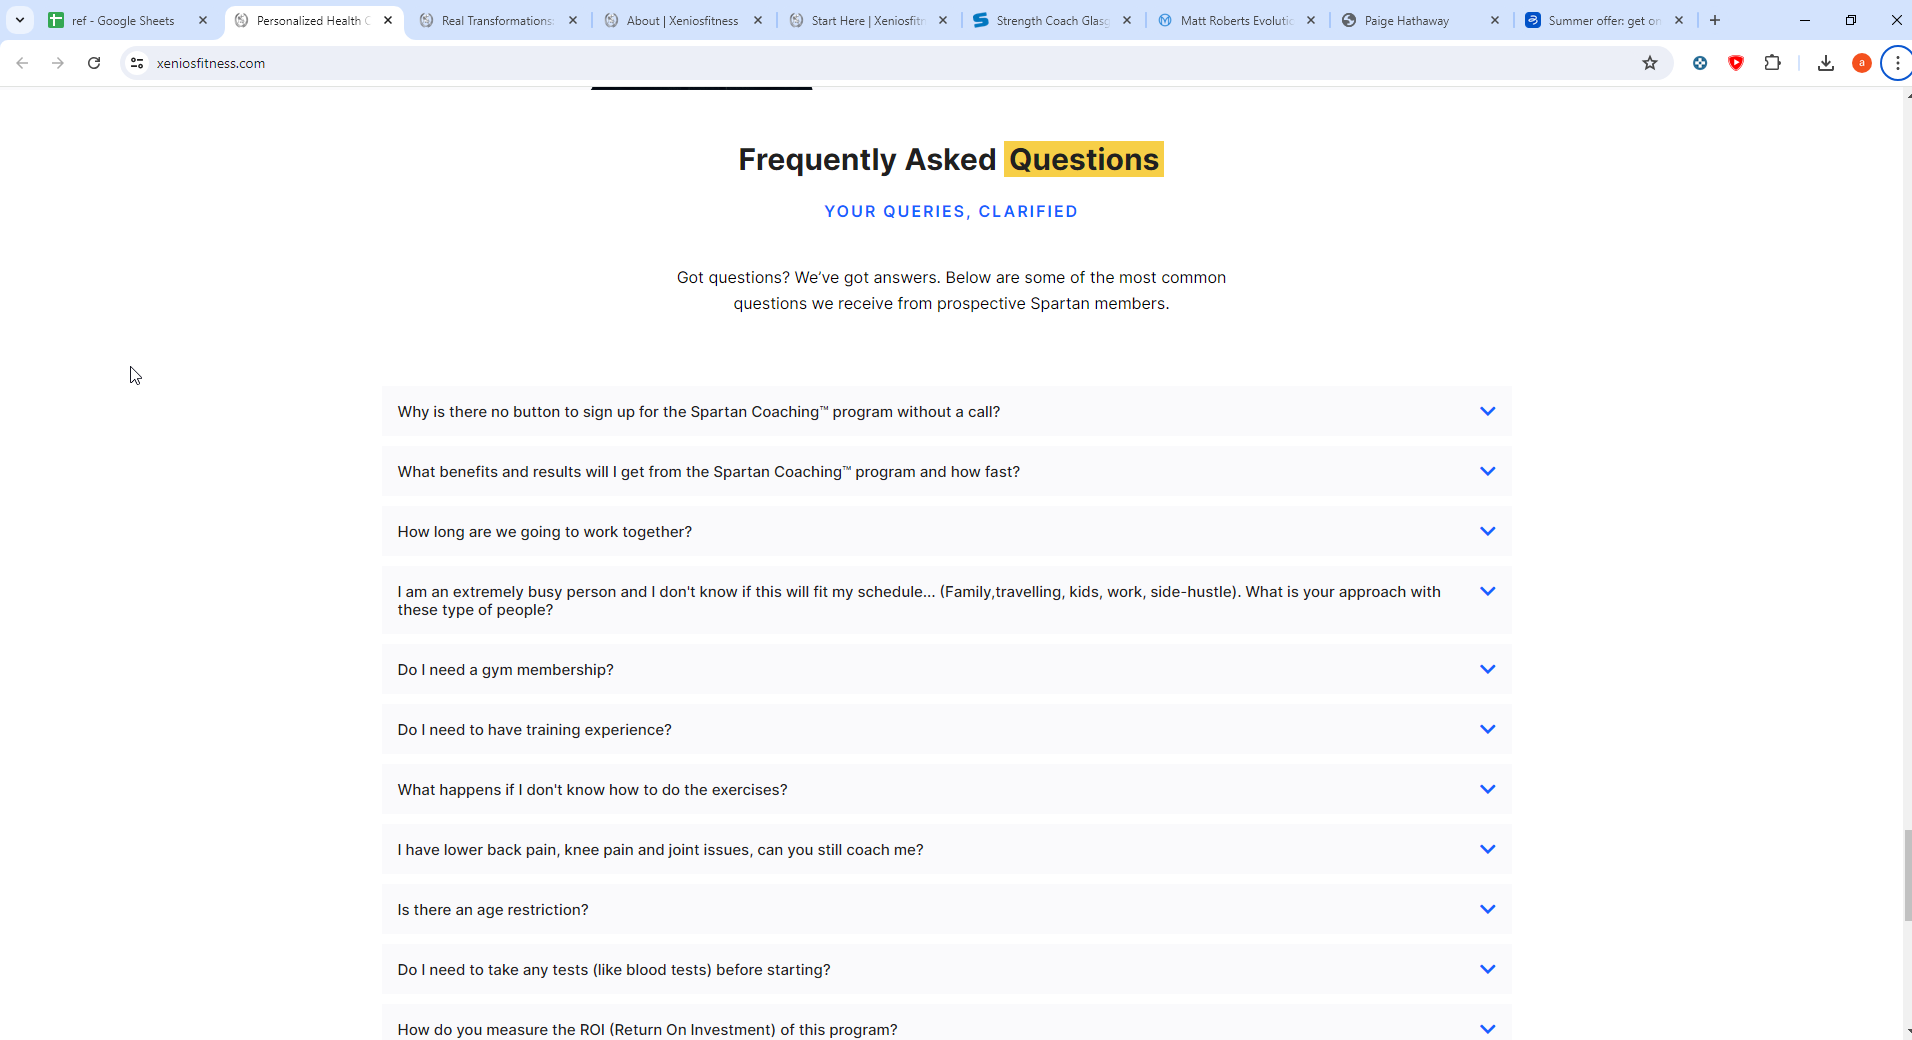 ref - Google Sheets
Personalized Health C
Real Transformations:
About | Xeniosfitness
Start Here | Xeniosfitn
Strength Coach Glasg
Matt Roberts Evolutio
Paige Hathaway
Summer offer: get on
xeniosfitness.com
a
Frequently Asked Questions
YOUR QUERIES, CLARIFIED
Got questions? We’ve got answers. Below are some of the most common
questions we receive from prospective Spartan members.
Why is there no button to sign up for the Spartan Coaching™ program without a call?
What benefits and results will I get from the Spartan Coaching™ program and how fast?
How long are we going to work together?
I am an extremely busy person and I don't know if this will fit my schedule... (Family,travelling, kids, work, side-hustle). What is your approach with
these type of people?
Do I need a gym membership?
Do I need to have training experience?
What happens if I don't know how to do the exercises?
I have lower back pain, knee pain and joint issues, can you still coach me?
Is there an age restriction?
Do I need to take any tests (like blood tests) before starting?
How do you measure the ROI (Return On Investment) of this program?